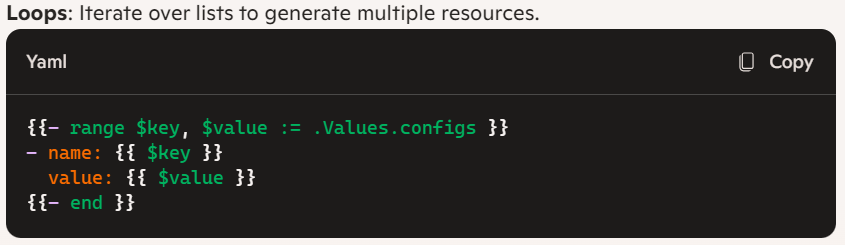 Loops: Iterate over lists to generate multiple resources.
Yaml
Copy
{{- range $key, $value := .Values.configs }}
- name: {{ $key }}
  value: {{ $value }}
{{- end }}